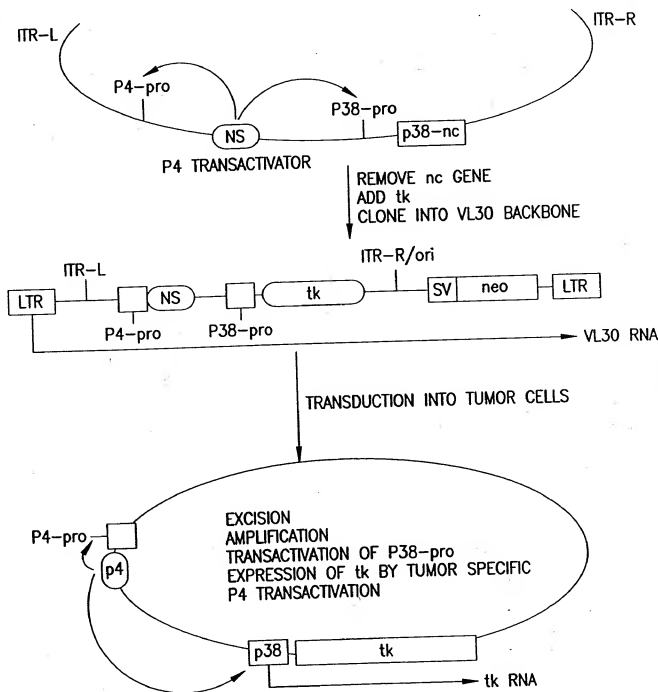 ITR-L
ITR-R
P4-pro
P38-pro
NS
p38-nc
P4 TRANSACTIVATOR
REMOVE nc GENE
ADD tk
CLONE INTO VL30 BACKBONE
ITR-L
ITR-R/ori
LTR
NS
tk
SV
neo
LTR
P4-pro
P38-pro
VL30 RNA
TRANSDUCTION INTO TUMOR CELLS
EXCISION
AMPLIFICATION
TRANSACTIVATION OF P38-pro
EXPRESSION OF tk BY TUMOR SPECIFIC
P4 TRANSACTIVATION
P4-pro
p4
p38
tk
tk RNA